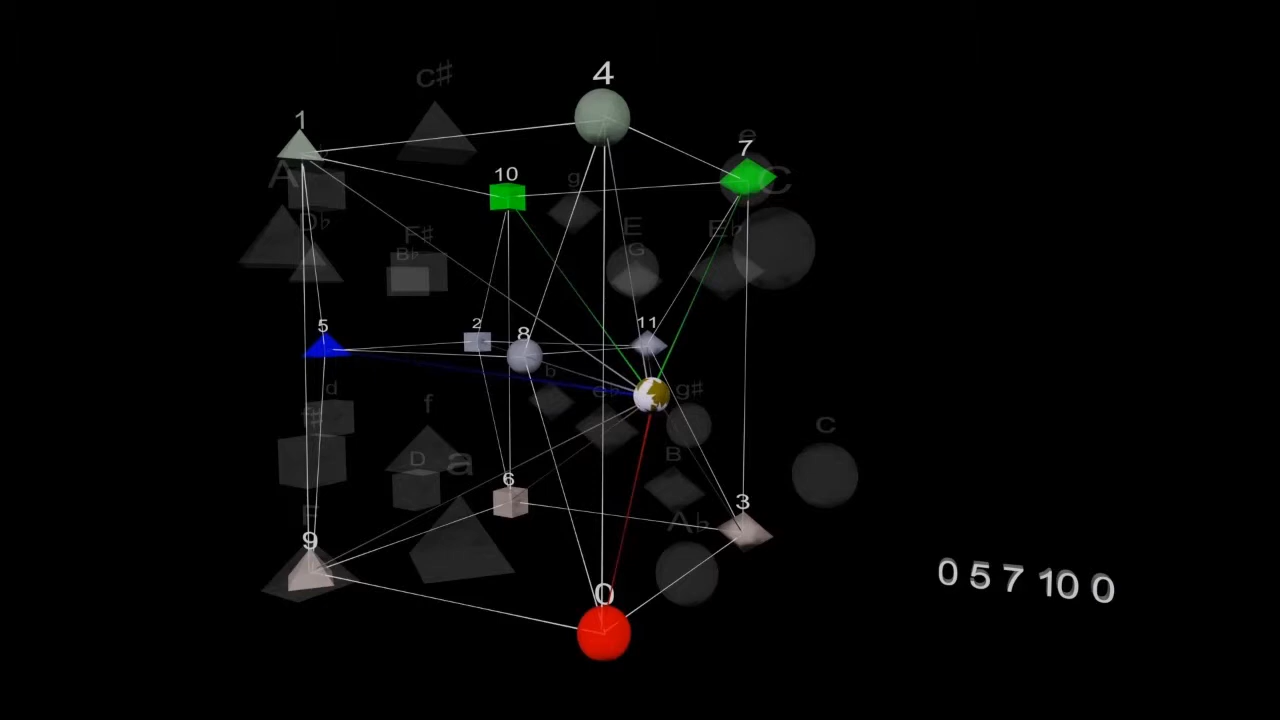 C♯
4
1
e
7
A
C
10
g
D♭
E
F♯
E♭
G
B♭
5
2
8
11
b
d
g♯
f
f♯
G♭
C
D
a
B
6
3
A♭
F
9
0
0 5 7 10 0